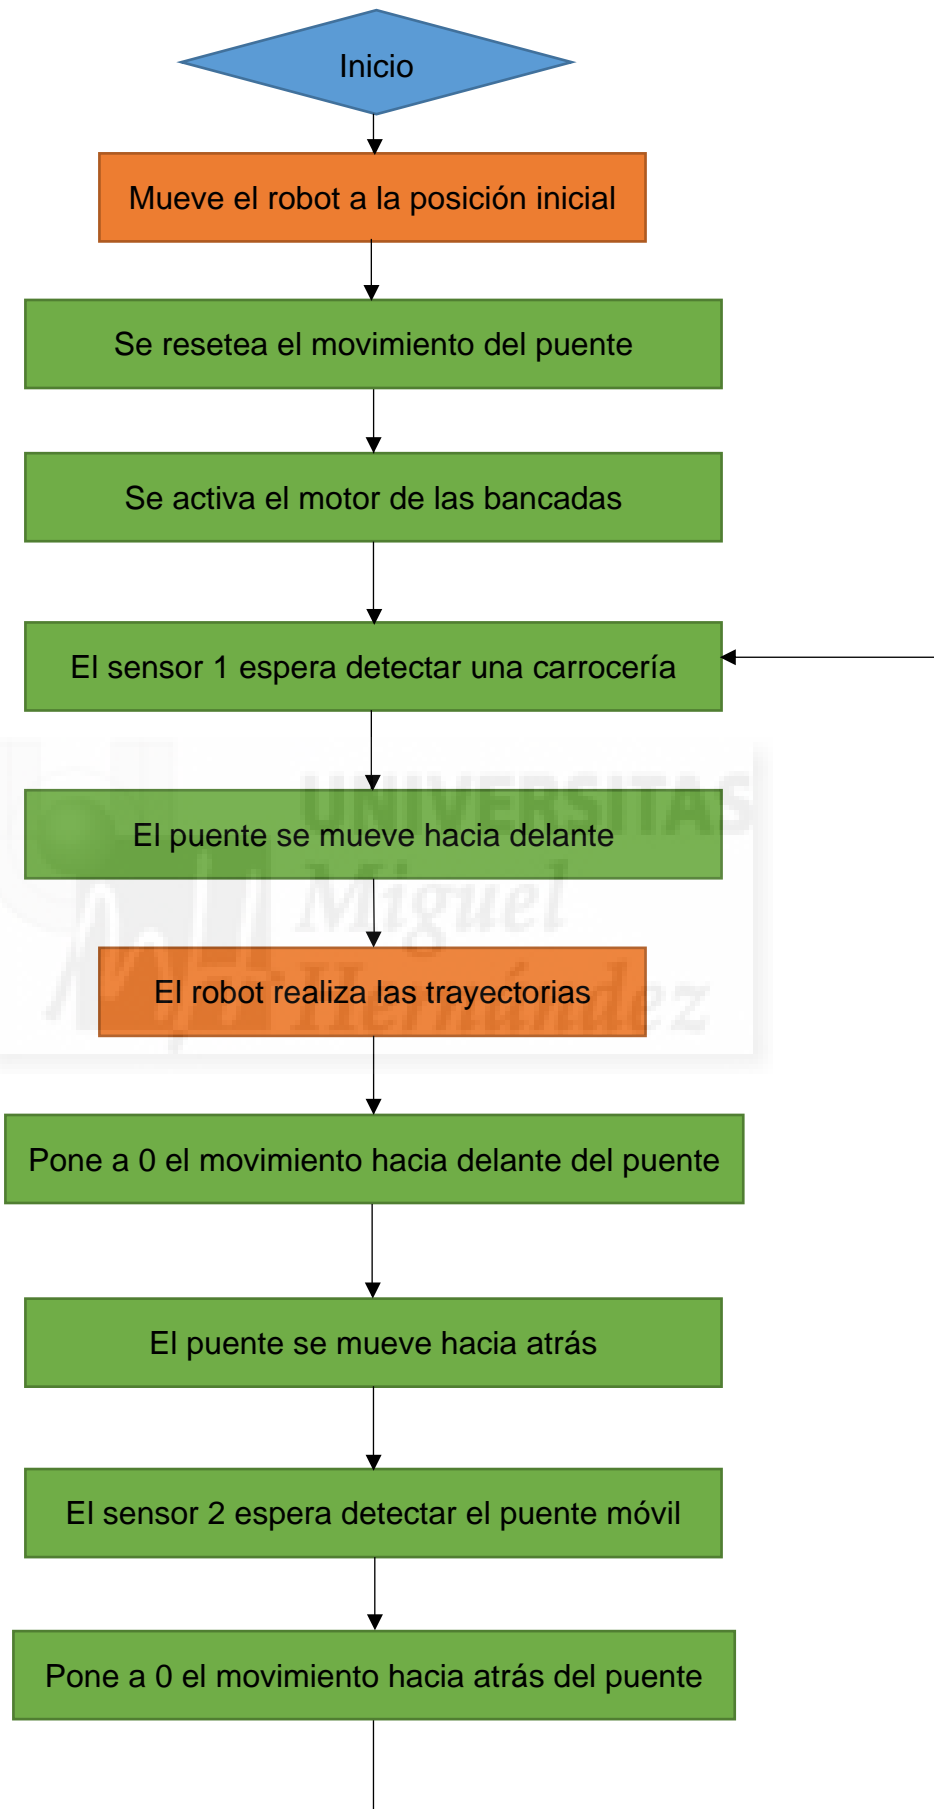 Inicio
Mueve el robot a la posición inicial
Se resetea el movimiento del puente
Se activa el motor de las bancadas
El sensor 1 espera detectar una carrocería
UNIVERSITAS
El puente se mueve hacia delante
Miguel
El robot realiza las trayectorias
Hernández
Pone a 0 el movimiento hacia delante del puente
El puente se mueve hacia atrás
El sensor 2 espera detectar el puente móvil
Pone a 0 el movimiento hacia atrás del puente